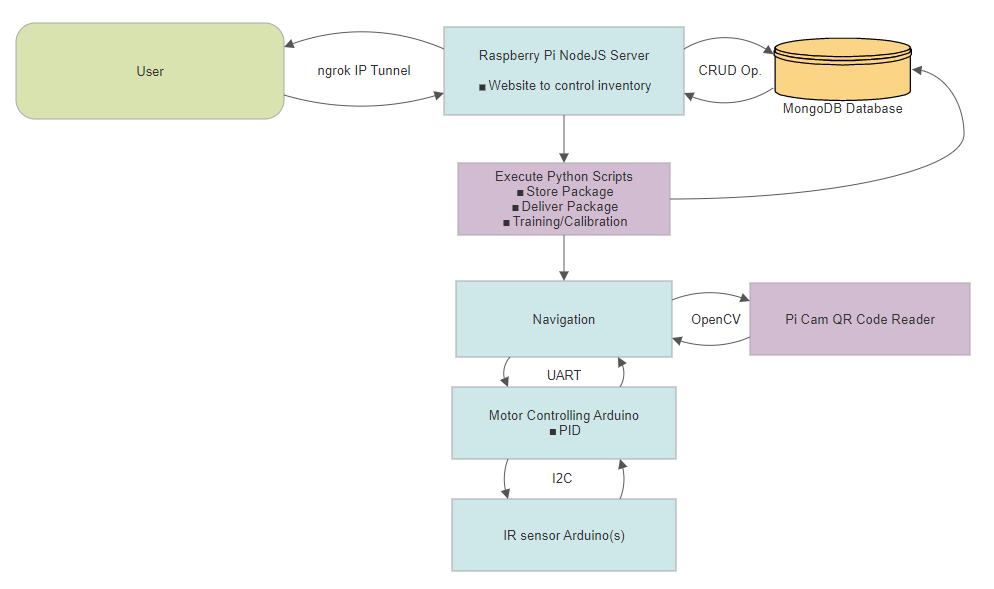 User
ngrok IP Tunnel
Raspberry Pi NodeJS Server
■ Website to control inventory
CRUD Op.
MongoDB Database
Execute Python Scripts
■ Store Package
■ Deliver Package
■ Training/Calibration
Navigation
OpenCV
Pi Cam QR Code Reader
UART
Motor Controlling Arduino
■ PID
I2C
IR sensor Arduino(s)